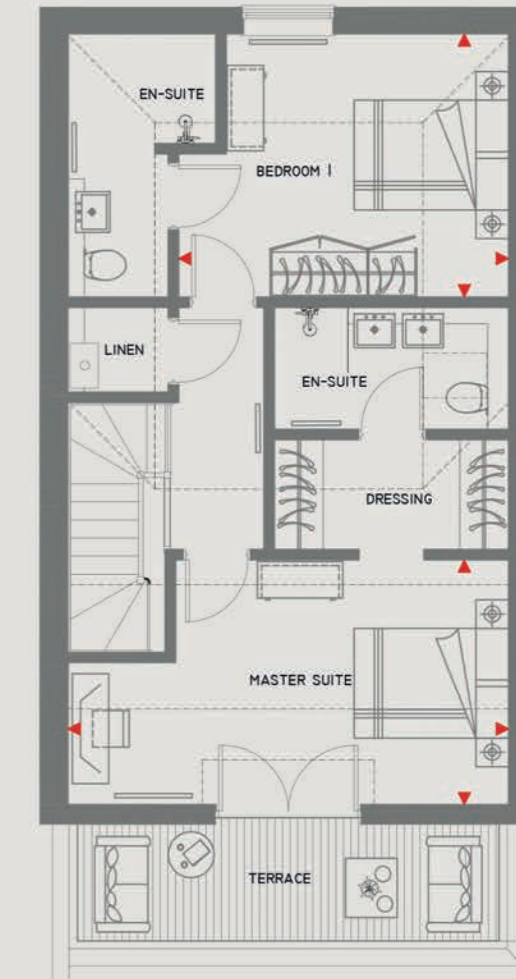 EN-SUITE
BEDROOM 1
LINEN
EN-SUITE
DRESSING
MASTER SUITE
TERRACE